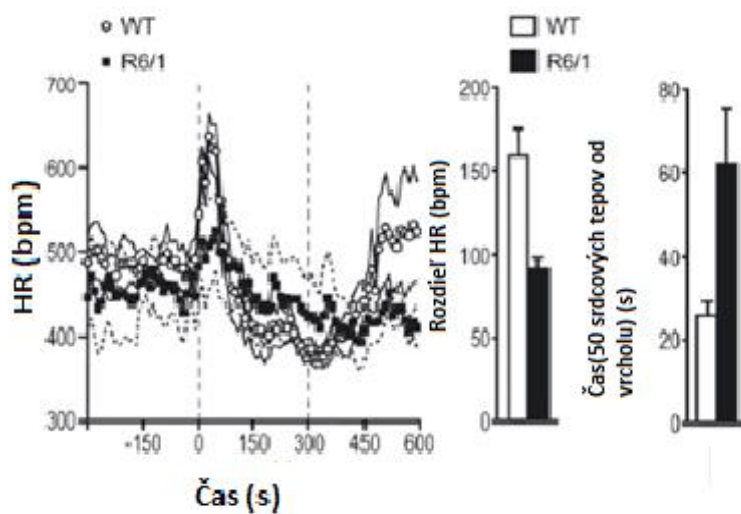 WT
R6/1
HR (bpm)
700
600
500
400
300
-150
0
150
300
450
600
Čas (s)
WT
R6/1
Rozdieľ HR (bpm)
200
150
100
50
0
Čas(50 srdcových tepov od
vrcholu) (s)
80
60
40
20
0